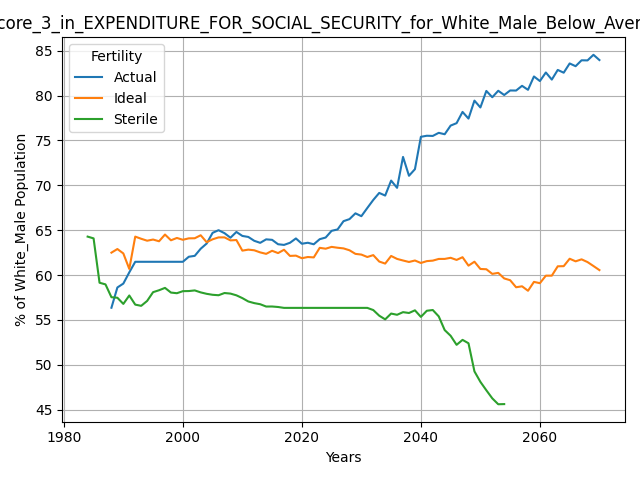 core_3_in_EXPENDITURE_FOR_SOCIAL_SECURITY_for_White_Male_Below_Aver
Fertility
Actual
Ideal
Sterile
% of White_Male Population
85
80
75
70
65
60
55
50
45
1980
2000
2020
2040
2060
Years